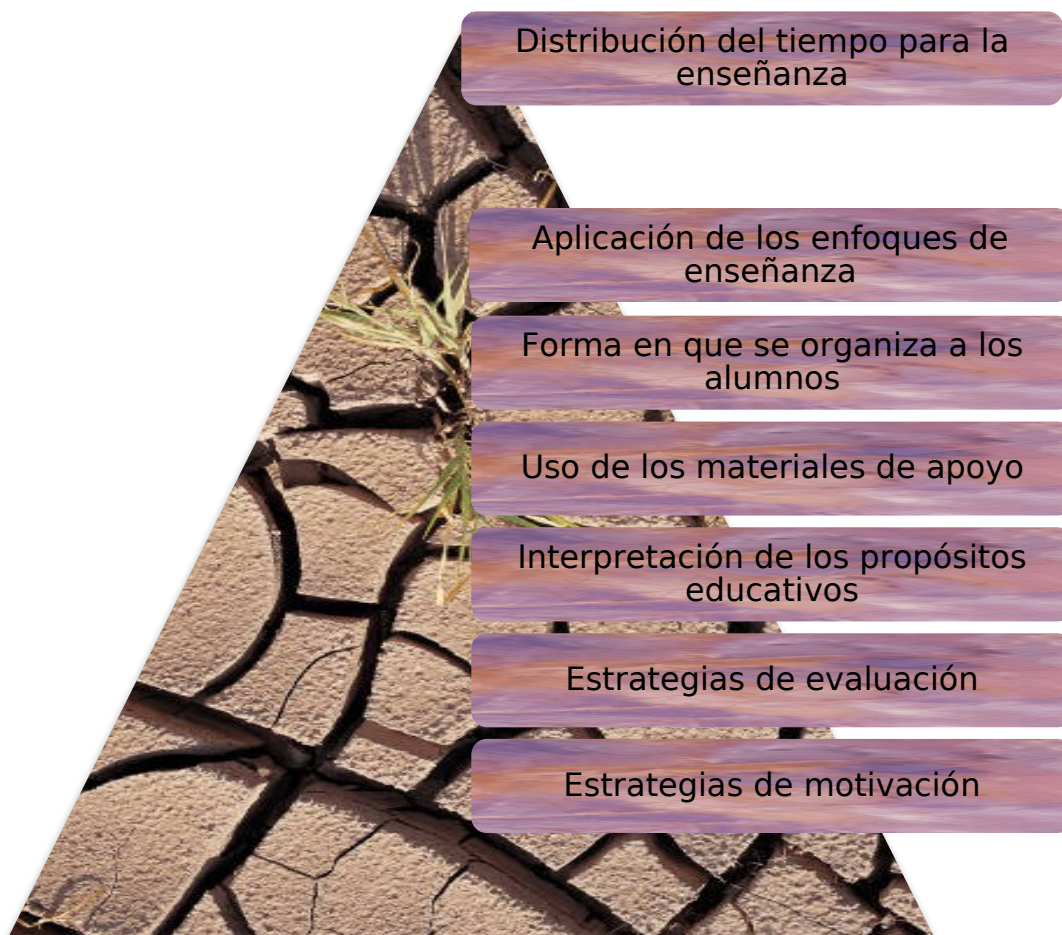 Distribución del tiempo para la
enseñanza
Aplicación de los enfoques de
enseñanza
Forma en que se organiza a los
alumnos
Uso de los materiales de apoyo
Interpretación de los propósitos
educativos
Estrategias de evaluación
Estrategias de motivación